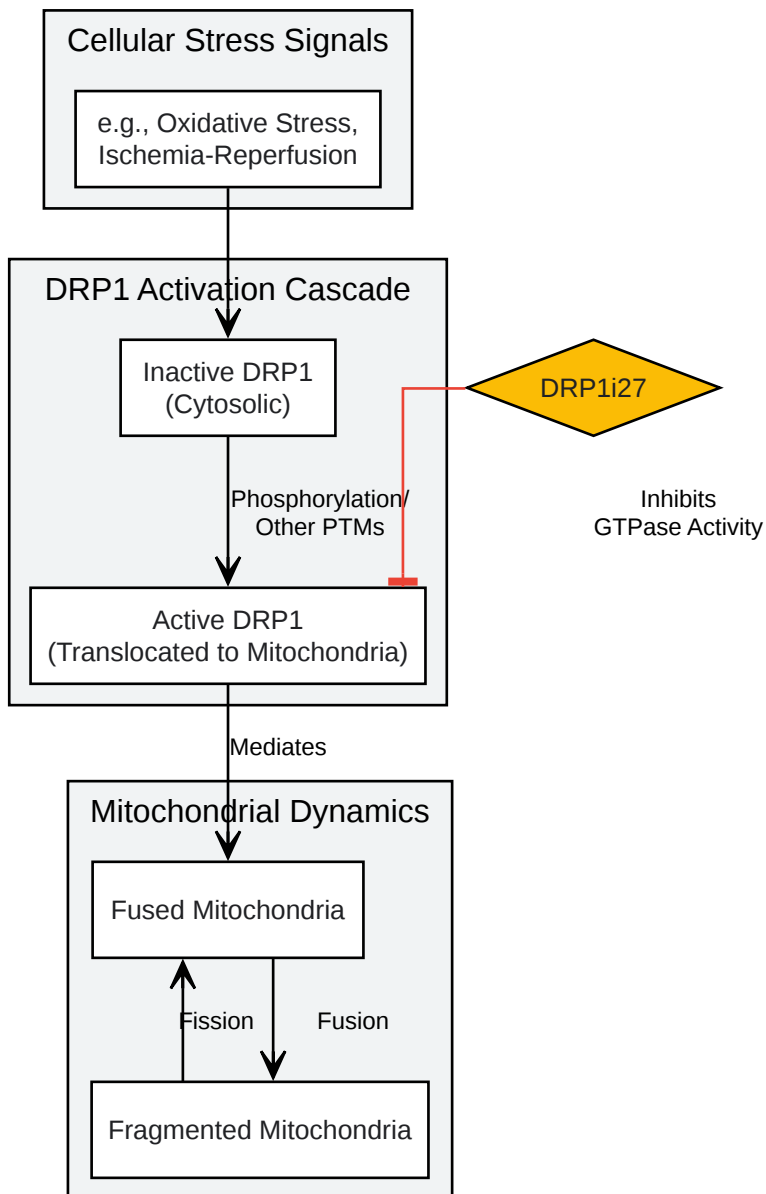 Cellular Stress Signals
e.g., Oxidative Stress,
Ischemia-Reperfusion
DRP1 Activation Cascade
Inactive DRP1
(Cytosolic)
DRP1i27
Phosphorylation/
Other PTMs
Inhibits
GTPase Activity
Active DRP1
(Translocated to Mitochondria)
Mediates
Mitochondrial Dynamics
Fused Mitochondria
Fission
Fusion
Fragmented Mitochondria